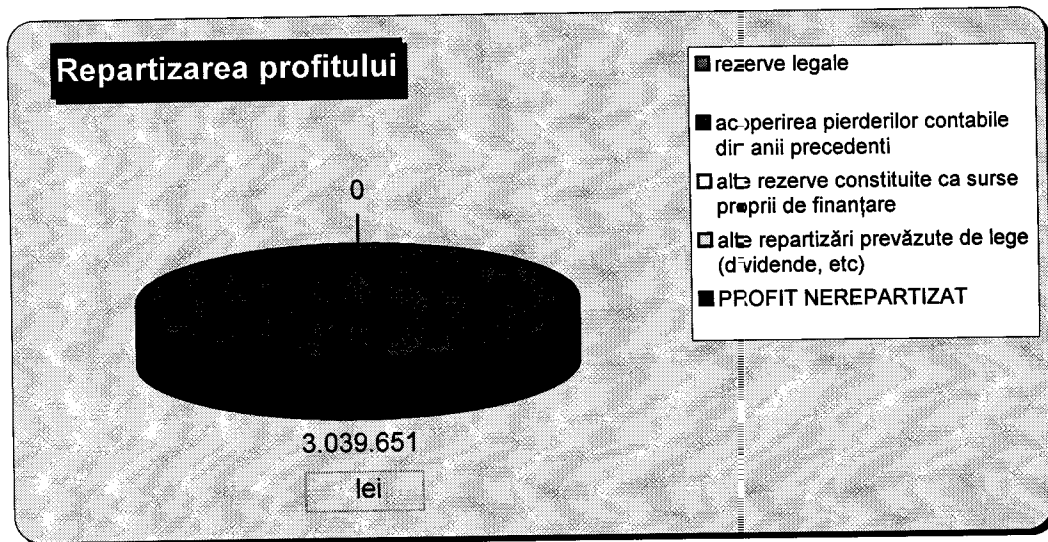 Repartizarea profitului
0
3.039.651
lei
rezerve legale
acoperirea pierderilor contabile
din anii precedenti
alte rezerve constituite ca surse
proprii de finanțare
alte repartizări prevăzute de lege
(dividende, etc)
PROFIT NEREPARTIZAT